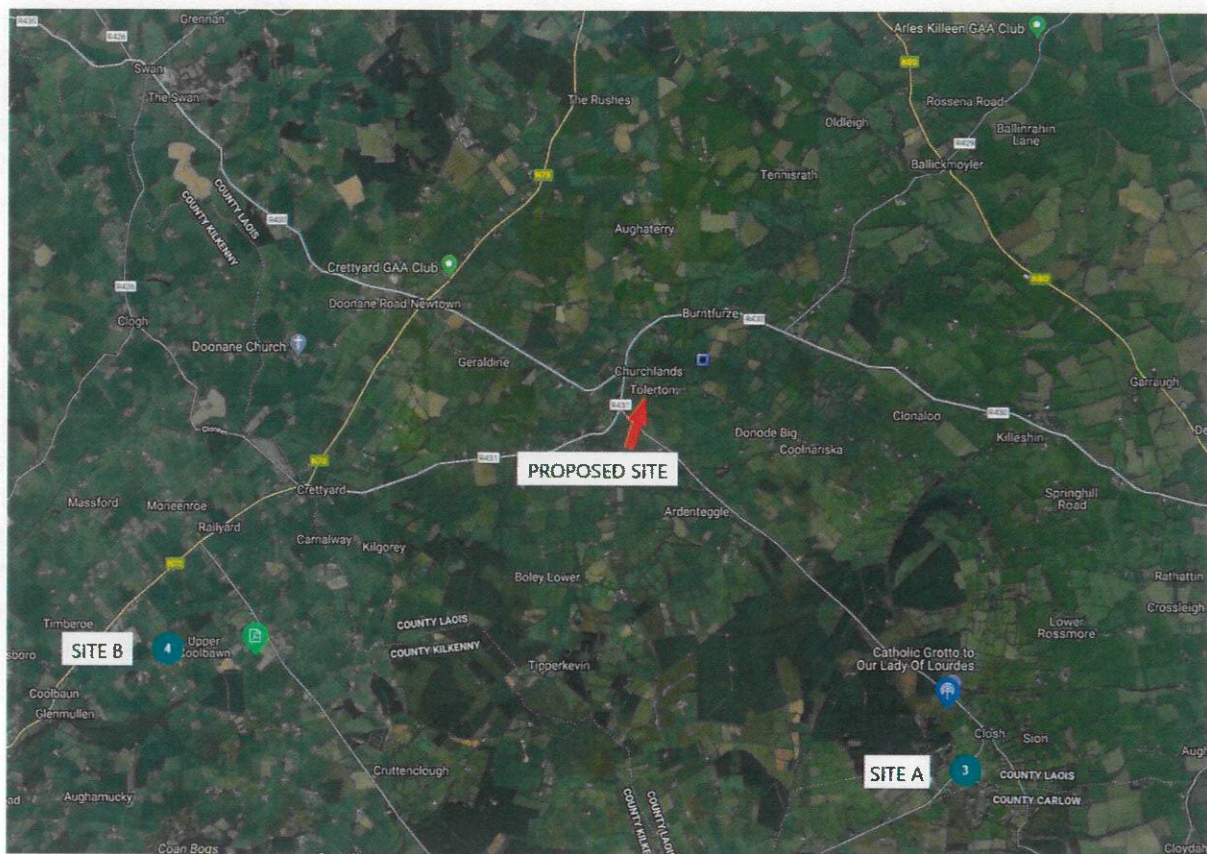 R430
R426
Grennan
Arles Killeen GAA Club
Swan
N80
The Swan
The Rushes
Rossena Road
Oldleigh
Ballinrahin
Lane
R429
Ballickmoyler
N78
Tennisrath
COUNTY LAOIS
COUNTY KILKENNY
R430
Aughaterry
Crettyard GAA Club
N80
R426
Doonane Road Newtown
Burntfurze
R430
Clogh
Doonane Church
Geraldine
Churchlands
Tolerton
Garraugh
R431
Clonaloo
R430
Donode Big
Killeshin
Coolnariska
N78
R431
PROPOSED SITE
Crettyard
Massford
Moneenroe
Springhill
Road
Railyard
Ardenteggle
Carnalway
Kilgorey
Boley Lower
Rathattin
Crossleigh
Timberoe
COUNTY LAOIS
COUNTY KILKENNY
Lower
Rossmore
SITE B
4
Upper
Coolbawn
sboro
Catholic Grotto to
Our Lady Of Lourdes
Tipperkevin
Coolbaun
Glenmullen
Closh
Sion
Cruttenclough
SITE A
3
COUNTY LAOIS
COUNTY CARLOW
Aughamucky
COUNTY LAOIS
Coan Bogs
Cloydah